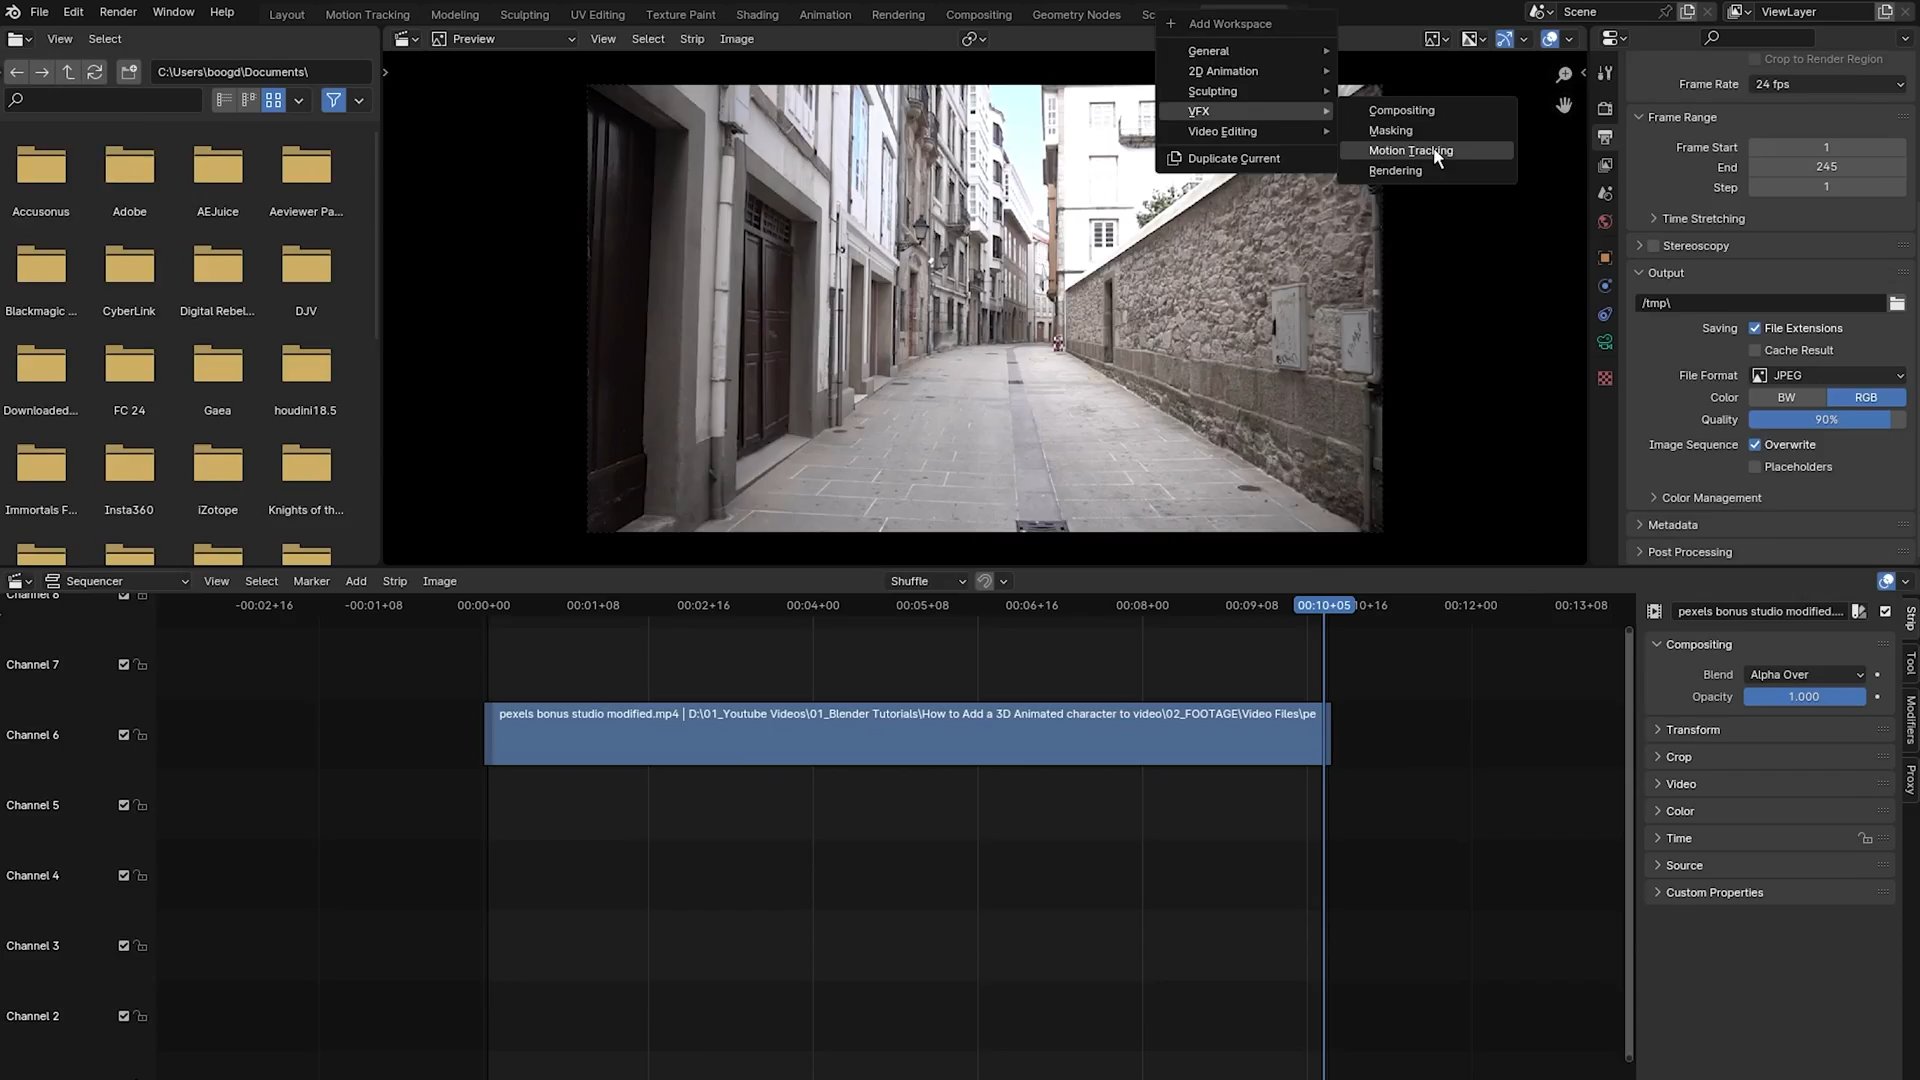 File Edit Render Window Help Layout Motion Tracking Modeling Sculpting UV Editing Texture Paint Shading Animation Rendering Compositing Geometry Nodes Sc
Scene ViewLayer
Add Workspace
General
2D Animation
Sculpting
VFX
Video Editing
Duplicate Current
Compositing
Masking
Motion Tracking
Rendering
View Select
Preview View Select Strip Image
C:\Users\boogd\Documents\
Accusonus Adobe AEJuice Aeviewer Pa...
Blackmagic ... CyberLink Digital Rebel... DJV
Downloaded... FC 24 Gaea houdini18.5
Immortals F... Insta360 iZotope Knights of th...
Crop to Render Region
Frame Rate 24 fps
Frame Range
Frame Start 1
End 245
Step 1
Time Stretching
Stereoscopy
Output
/tmp\
Saving File Extensions
Cache Result
File Format JPEG
Color BW RGB
Quality 90%
Image Sequence Overwrite
Placeholders
Color Management
Metadata
Post Processing
Sequencer View Select Marker Add Strip Image Shuffle
Channel 8
-00:02+16 -00:01+08 00:00+00 00:01+08 00:02+16 00:04+00 00:05+08 00:06+16 00:08+00 00:09+08 00:10+05 10+16 00:12+00 00:13+08
Channel 7
Channel 6
pexels bonus studio modified.mp4 | D:\01_Youtube Videos\01_Blender Tutorials\How to Add a 3D Animated character to video\02_FOOTAGE\Video Files\pe
Channel 5
Channel 4
Channel 3
Channel 2
pexels bonus studio modified....
Compositing
Blend Alpha Over
Opacity 1.000
Transform
Crop
Video
Color
Time
Source
Custom Properties
Strip
Tool
Modifiers
Proxy